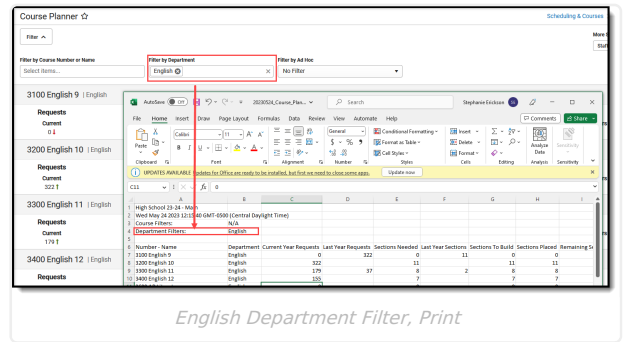 Course Planner ☆
Scheduling & Courses
Filter ^
More
Filter by Course Number or Name
Filter by Department
Filter by Ad Hoc
Select items...
English
×
No Filter
3100 English 9 | English
Requests
Current
0
3200 English 10 | English
Requests
Current
322 ↑
3300 English 11 | English
Requests
Current
179 ↑
3400 English 12 | English
Requests
AutoSave Off 20230524_Course_Plan... Search Stephanie Erickson
File Home Insert Draw Page Layout Formulas Data Review View Automate Help Comments Share
Paste Calibri 11 A A General Conditional Formatting Insert Analyze Data Sensitivity
B I U $ % 9 Format as Table Delete
Cell Styles Format
Clipboard Font Alignment Number Styles Cells Editing Analysis Sensitivity
UPDATES AVAILABLE Updates for Office are ready to be installed, but first we need to close some apps. Update now
C11 fx 0
A B C D E F G H I
1 High School 23-24 - Main
2 Wed May 24 2023 12:15:40 GMT-0500 (Central Daylight Time)
3 Course Filters: N/A
4 Department Filters: English
5
6 Number - Name Department Current Year Requests Last Year Requests Sections Needed Last Year Sections Sections To Build Sections Placed Remaining Se
7 3100 English 9 English 0 322 0 11 0 0
8 3200 English 10 English 322 11 11 11
9 3300 English 11 English 179 37 8 2 8 8
10 3400 English 12 English 155 7 7 7
English Department Filter, Print